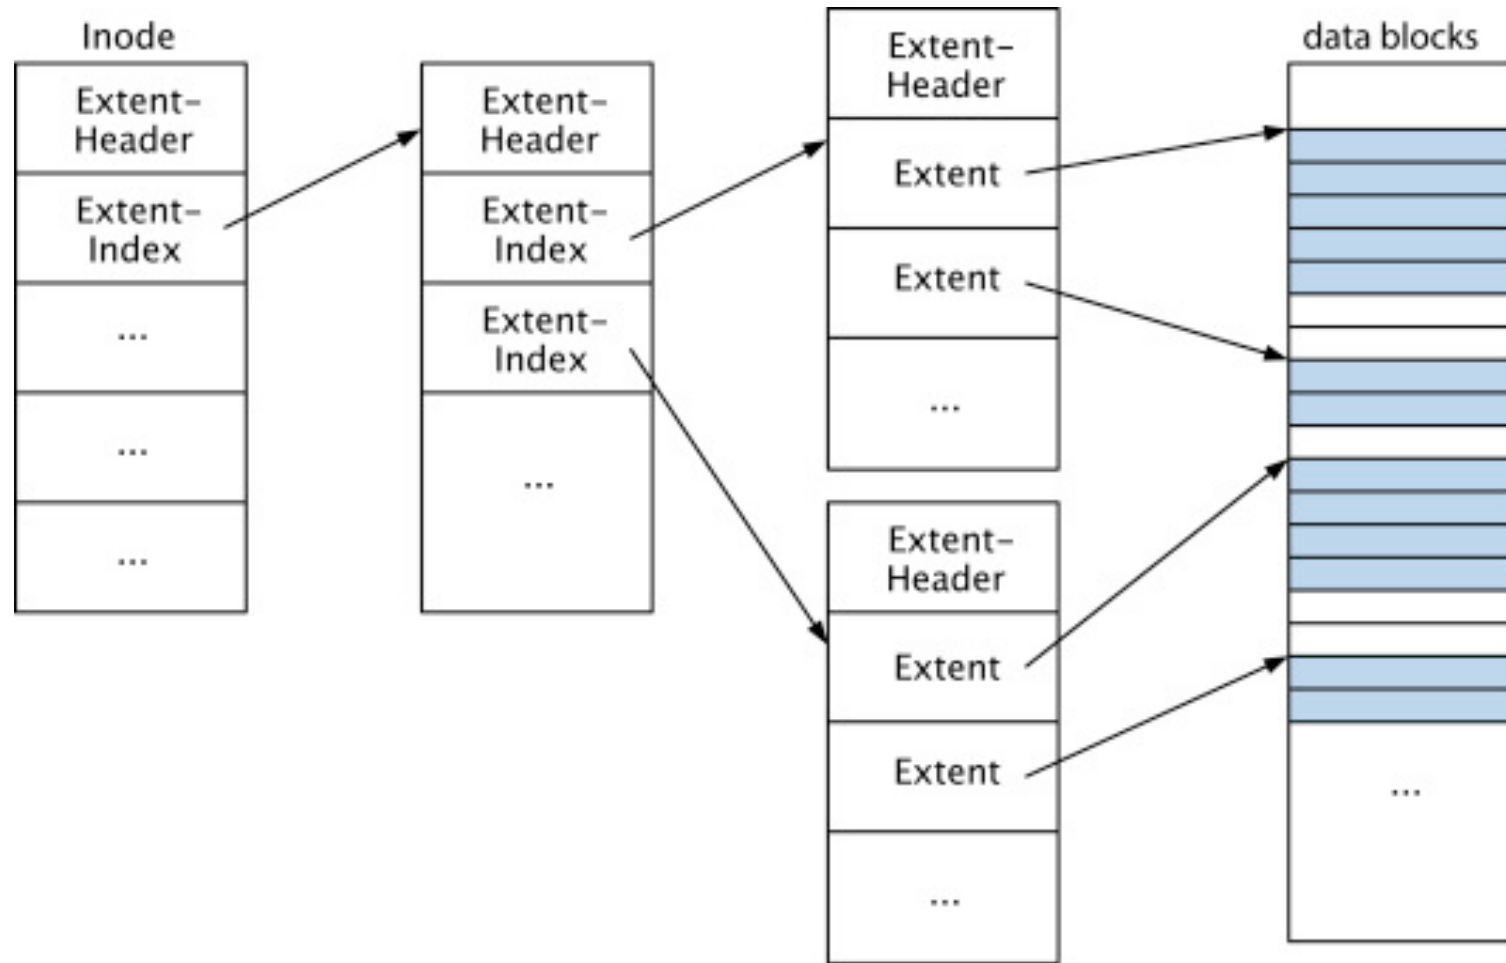 Inode
Extent-
Header
Extent-
Index
...
...
...
Extent-
Header
Extent-
Index
Extent-
Index
...
Extent-
Header
Extent
Extent
...
Extent-
Header
Extent
Extent
...
data blocks
...